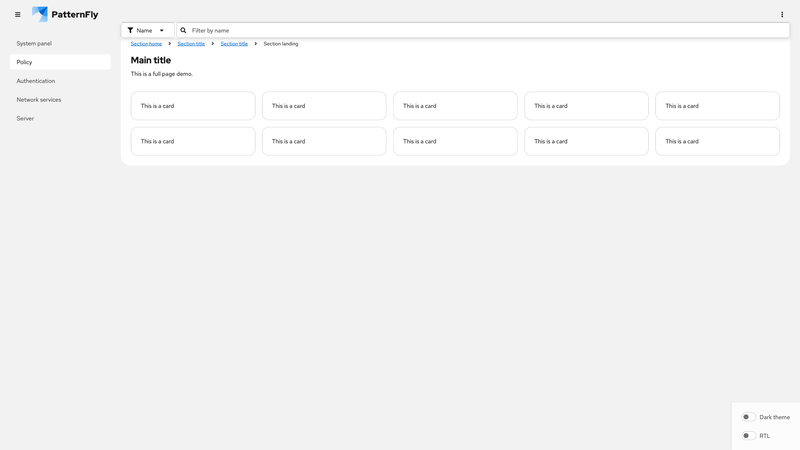 PatternFly
Name
Filter by name
System panel
Policy
Authentication
Network services
Server
Section home
Section title
Section title
Section landing
Main title
This is a full page demo.
This is a card
This is a card
This is a card
This is a card
This is a card
This is a card
This is a card
This is a card
This is a card
This is a card
Dark theme
RTL